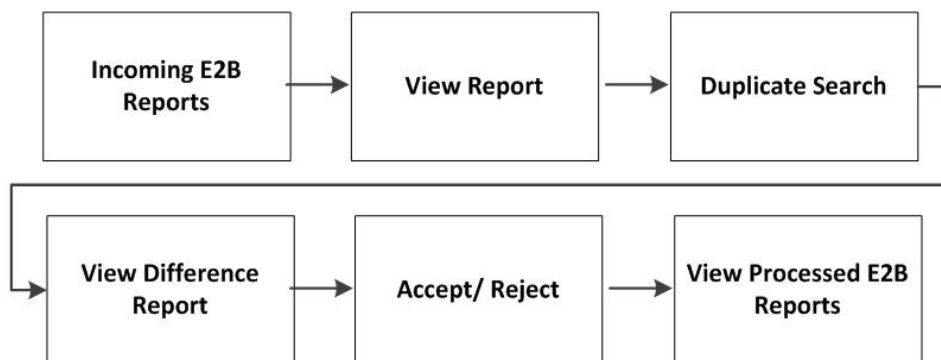 Incoming E2B
Reports
View Report
Duplicate Search
View Difference
Report
Accept/ Reject
View Processed E2B
Reports